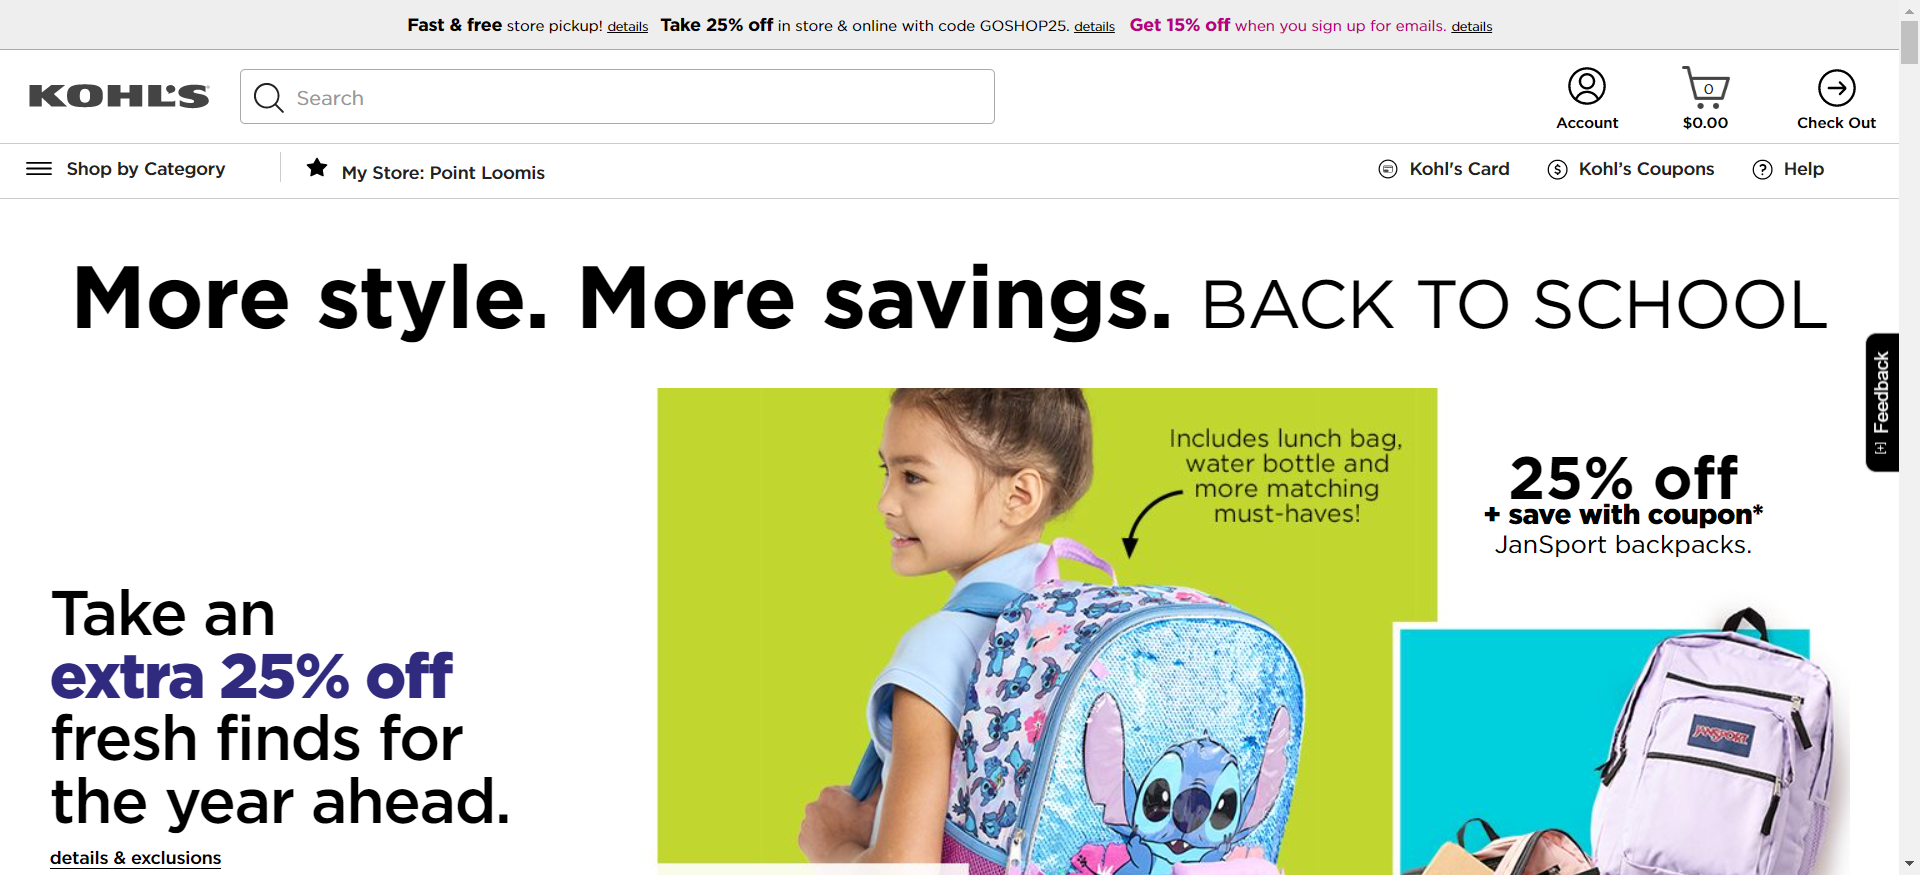 Fast & free store pickup! details Take 25% off in store & online with code GOSHOP25. details Get 15% off when you sign up for emails. details
KOHL'S
Search
Account
0
$0.00
Check Out
Shop by Category
My Store: Point Loomis
Kohl's Card
Kohl’s Coupons
Help
More style. More savings. BACK TO SCHOOL
[+] Feedback
Includes lunch bag,
water bottle and
more matching
must-haves!
25% off
+ save with coupon*
JanSport backpacks.
Take an
extra 25% off
fresh finds for
the year ahead.
details & exclusions
JANSPORT